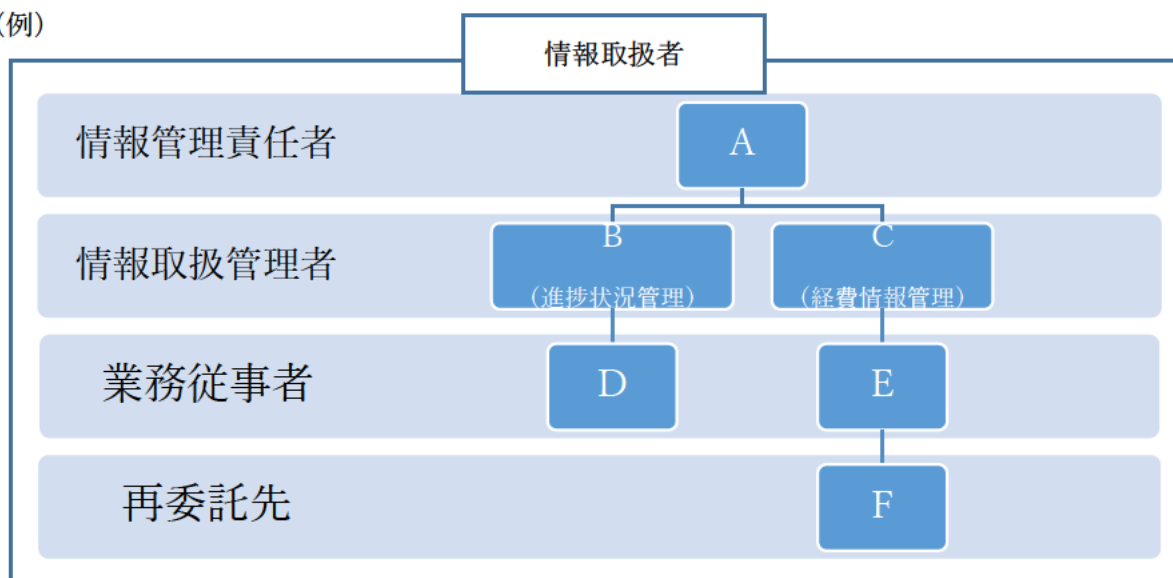 (例)
情報取扱者
情報管理責任者
A
情報取扱管理者
B
(進捗状況管理)
C
(経費情報管理)
業務従事者
D
E
再委託先
F